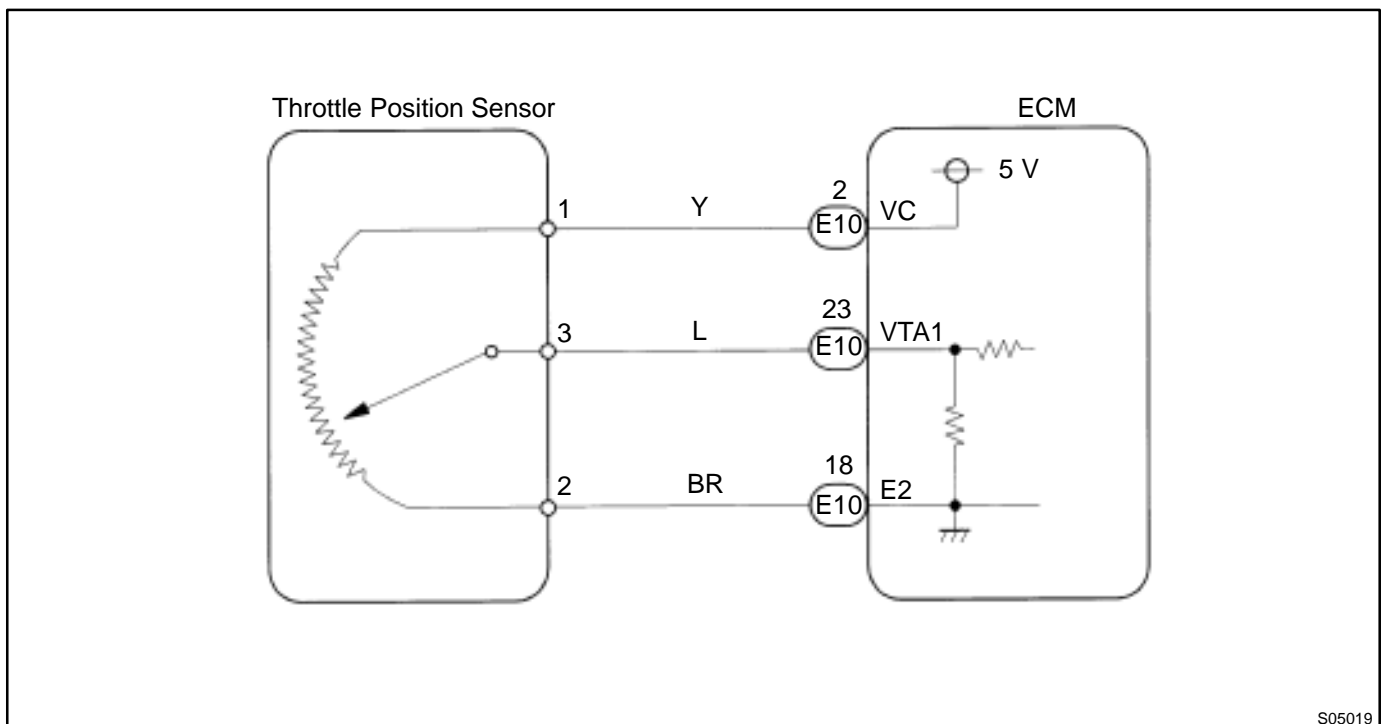 Throttle Position Sensor
ECM
5 V
1
Y
2
E10
VC
3
L
23
E10
VTA1
2
BR
18
E10
E2
S05019